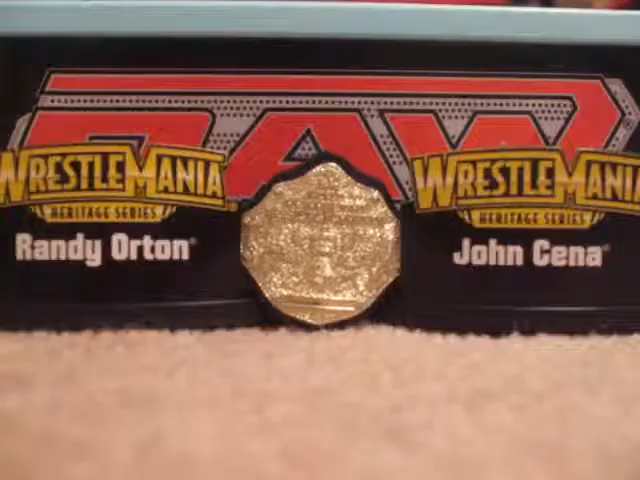 RAW
WRESTLEMANIA
HERITAGE SERIES
Randy Orton
WRESTLEMANIA
HERITAGE SERIES
John Cena